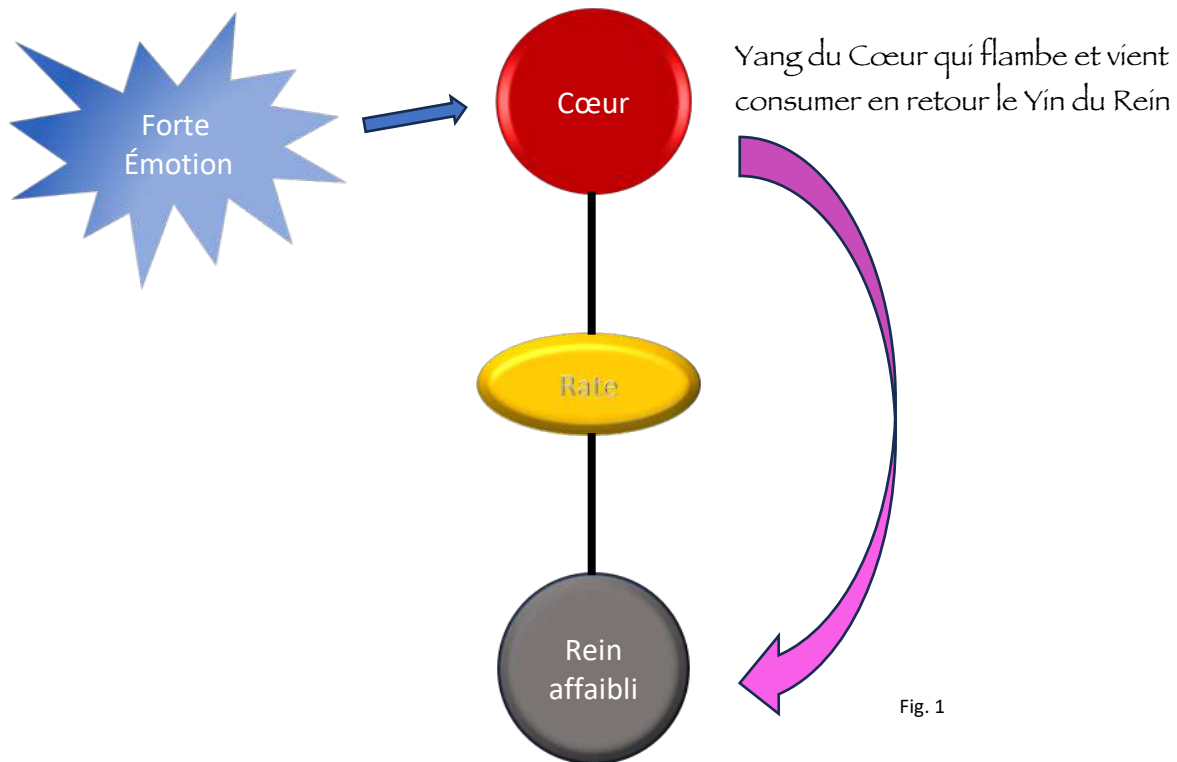 Forte
Émotion
Cœur
Yang du Cœur qui flambe et vient
consumer en retour le Yin du Rein
Rate
Rein
affaibli
Fig. 1